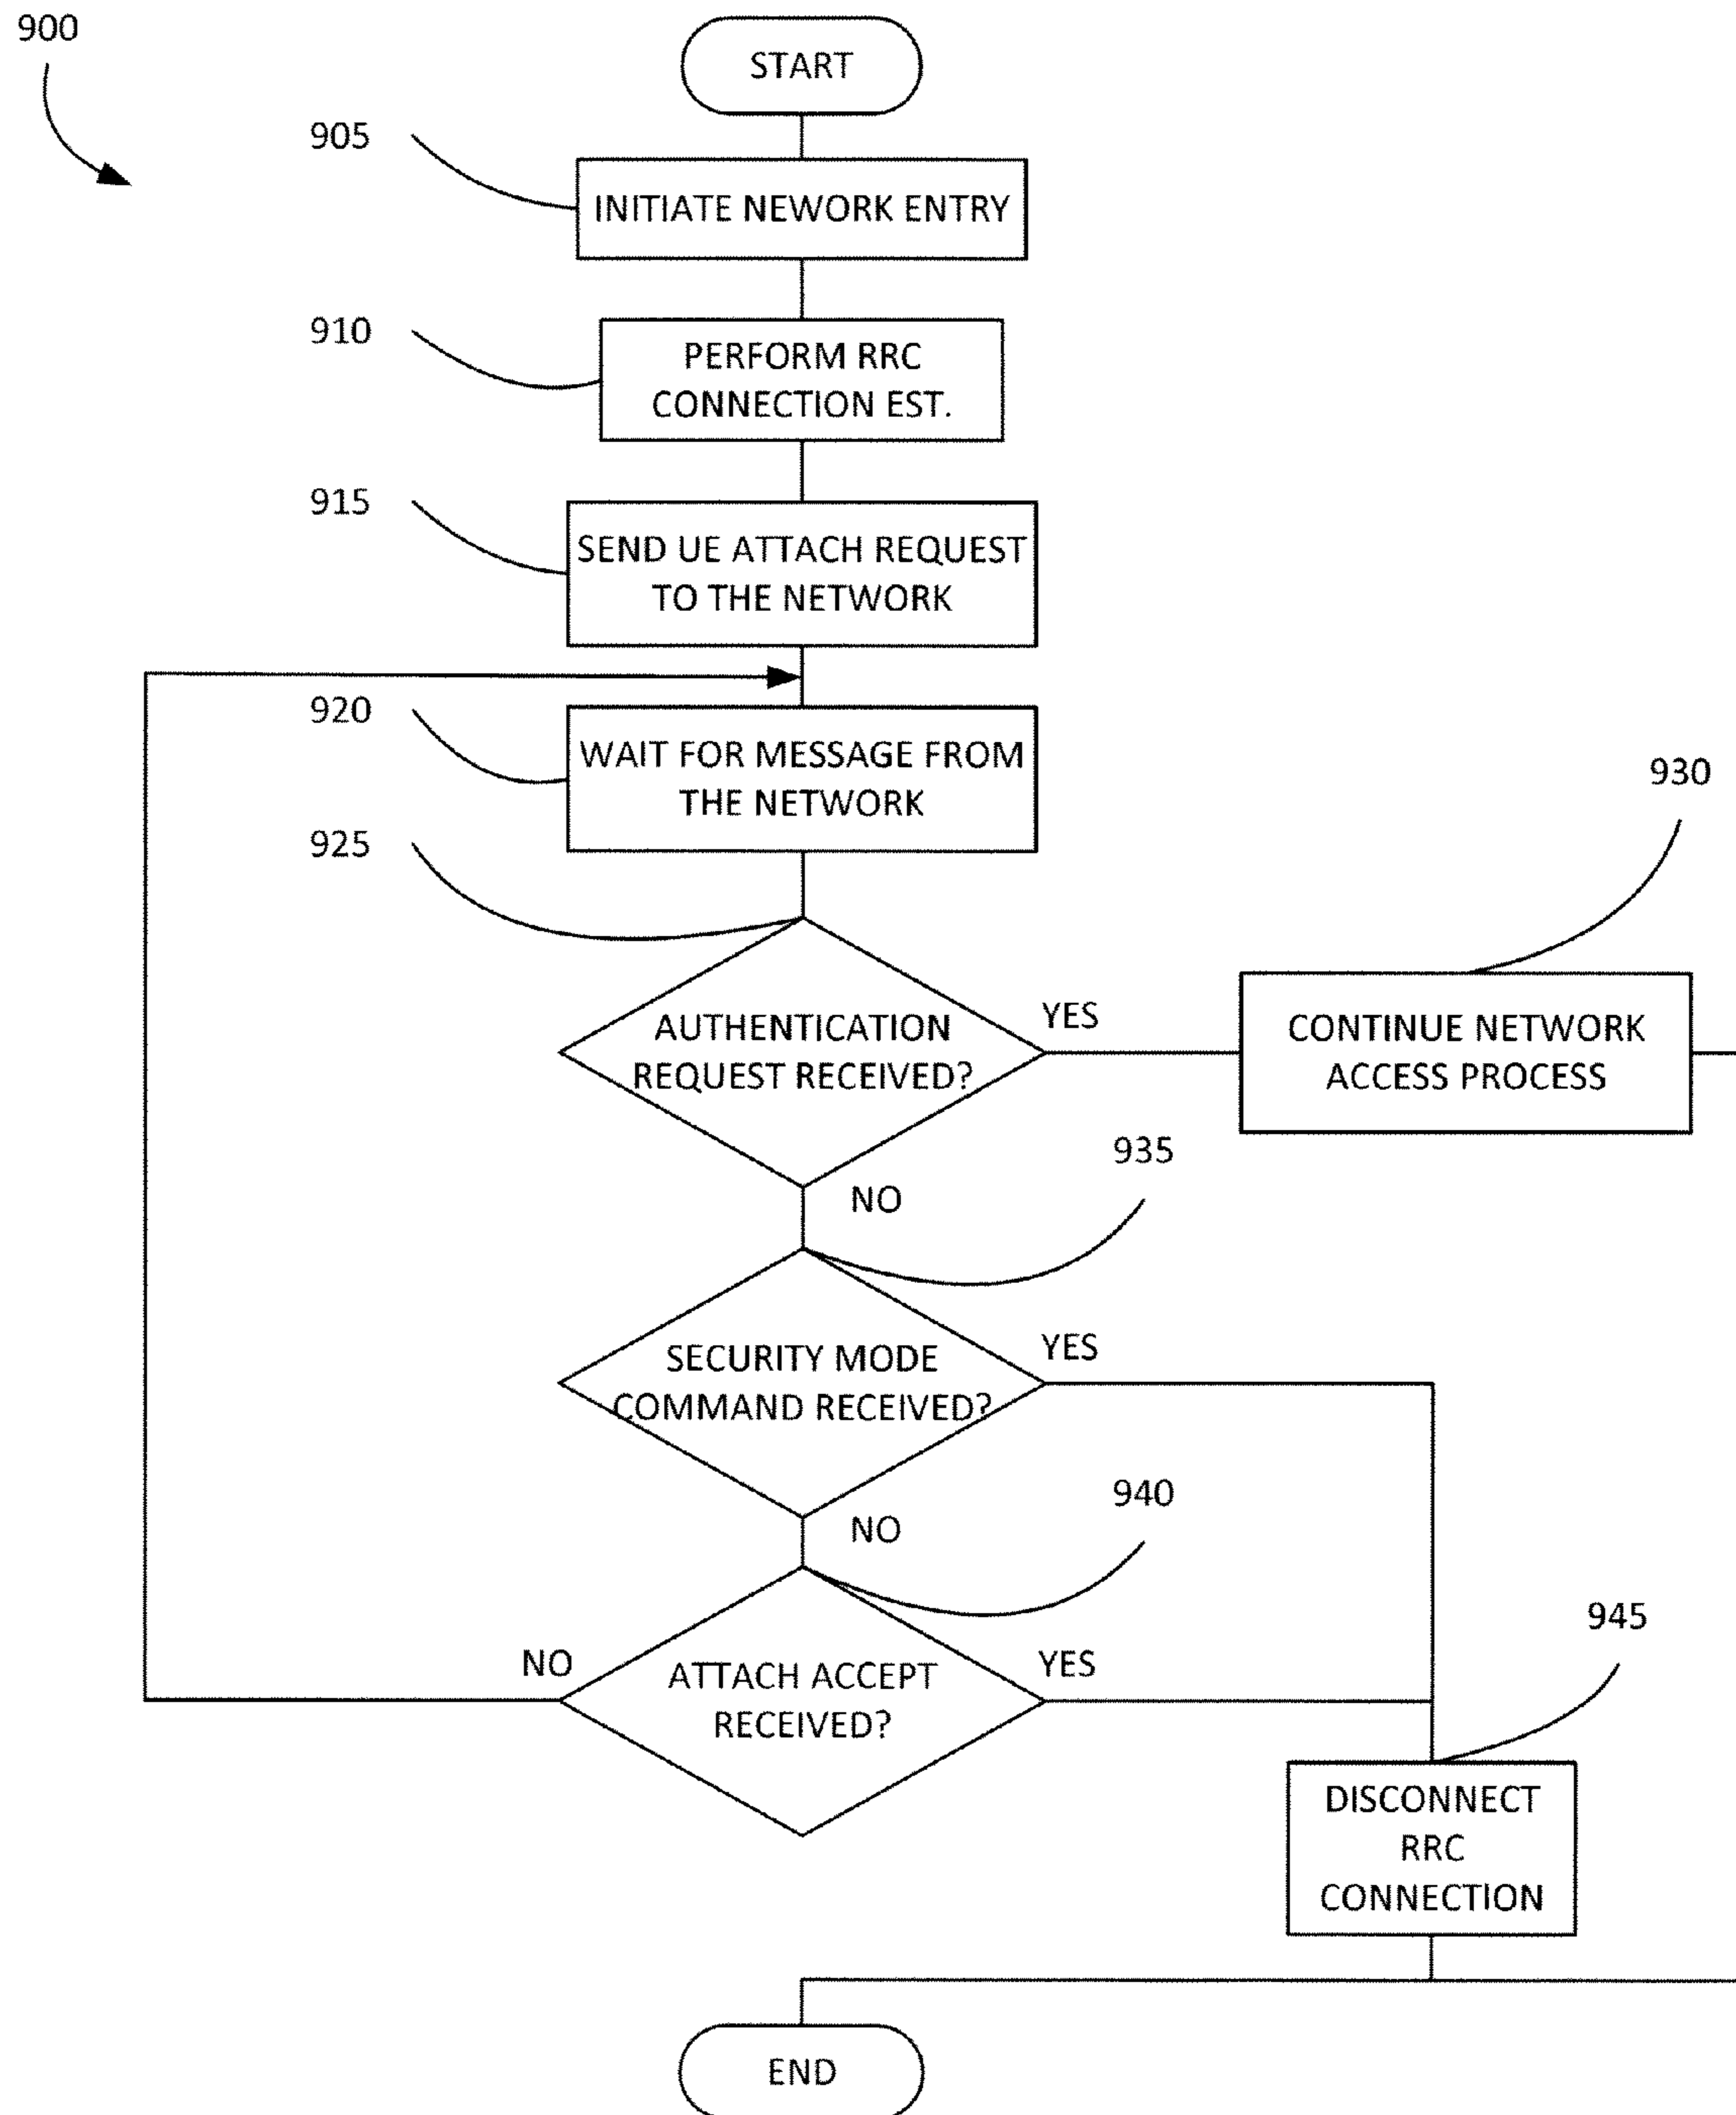 900
START
905
INITIATE NEWORK ENTRY
910
PERFORM RRC
CONNECTION EST.
915
SEND UE ATTACH REQUEST
TO THE NETWORK
920
WAIT FOR MESSAGE FROM
THE NETWORK
925
930
AUTHENTICATION
REQUEST RECEIVED?
YES
CONTINUE NETWORK
ACCESS PROCESS
NO
935
SECURITY MODE
COMMAND RECEIVED?
YES
NO
940
ATTACH ACCEPT
RECEIVED?
NO
YES
945
DISCONNECT
RRC
CONNECTION
END